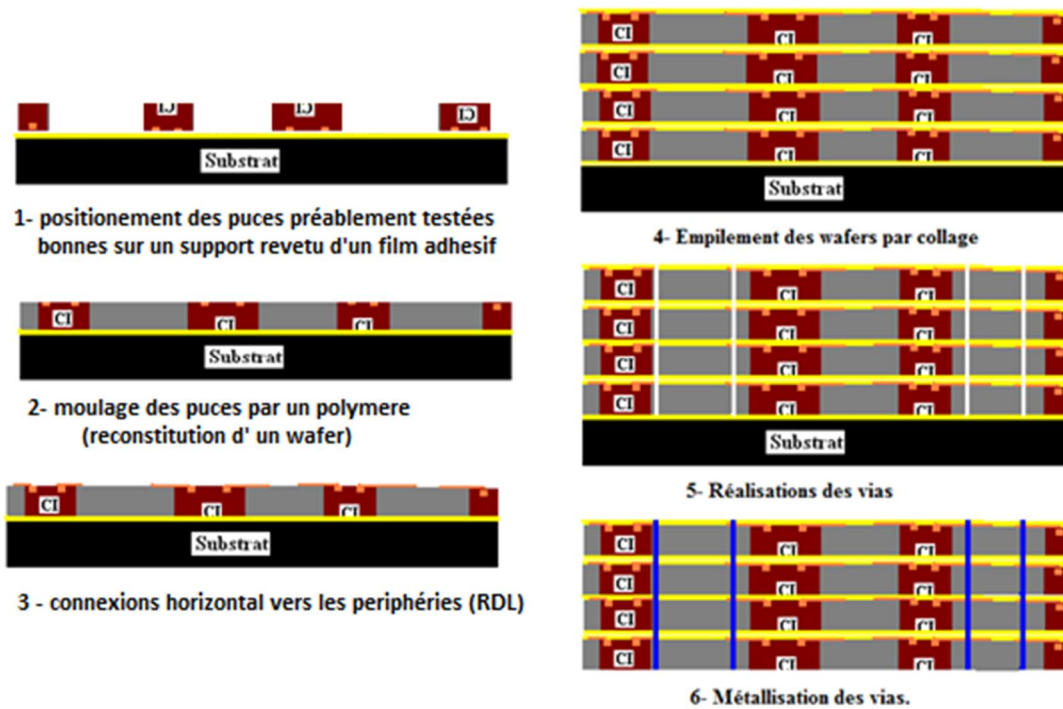 CI CI CI
Substrat
1- positionement des puces préablement testées
bonnes sur un support revetu d'un film adhesif
CI CI CI
Substrat
2- moulage des puces par un polymere
(reconstitution d' un wafer)
CI CI CI
Substrat
3 - connexions horizontal vers les periphéries (RDL)
CI CI CI
CI CI CI
CI CI CI
CI CI CI
Substrat
4- Empilement des wafers par collage
CI CI CI
CI CI CI
CI CI CI
CI CI CI
Substrat
5- Réalisations des vias
CI CI CI
CI CI CI
CI CI CI
CI CI CI
6- Métallisation des vias.